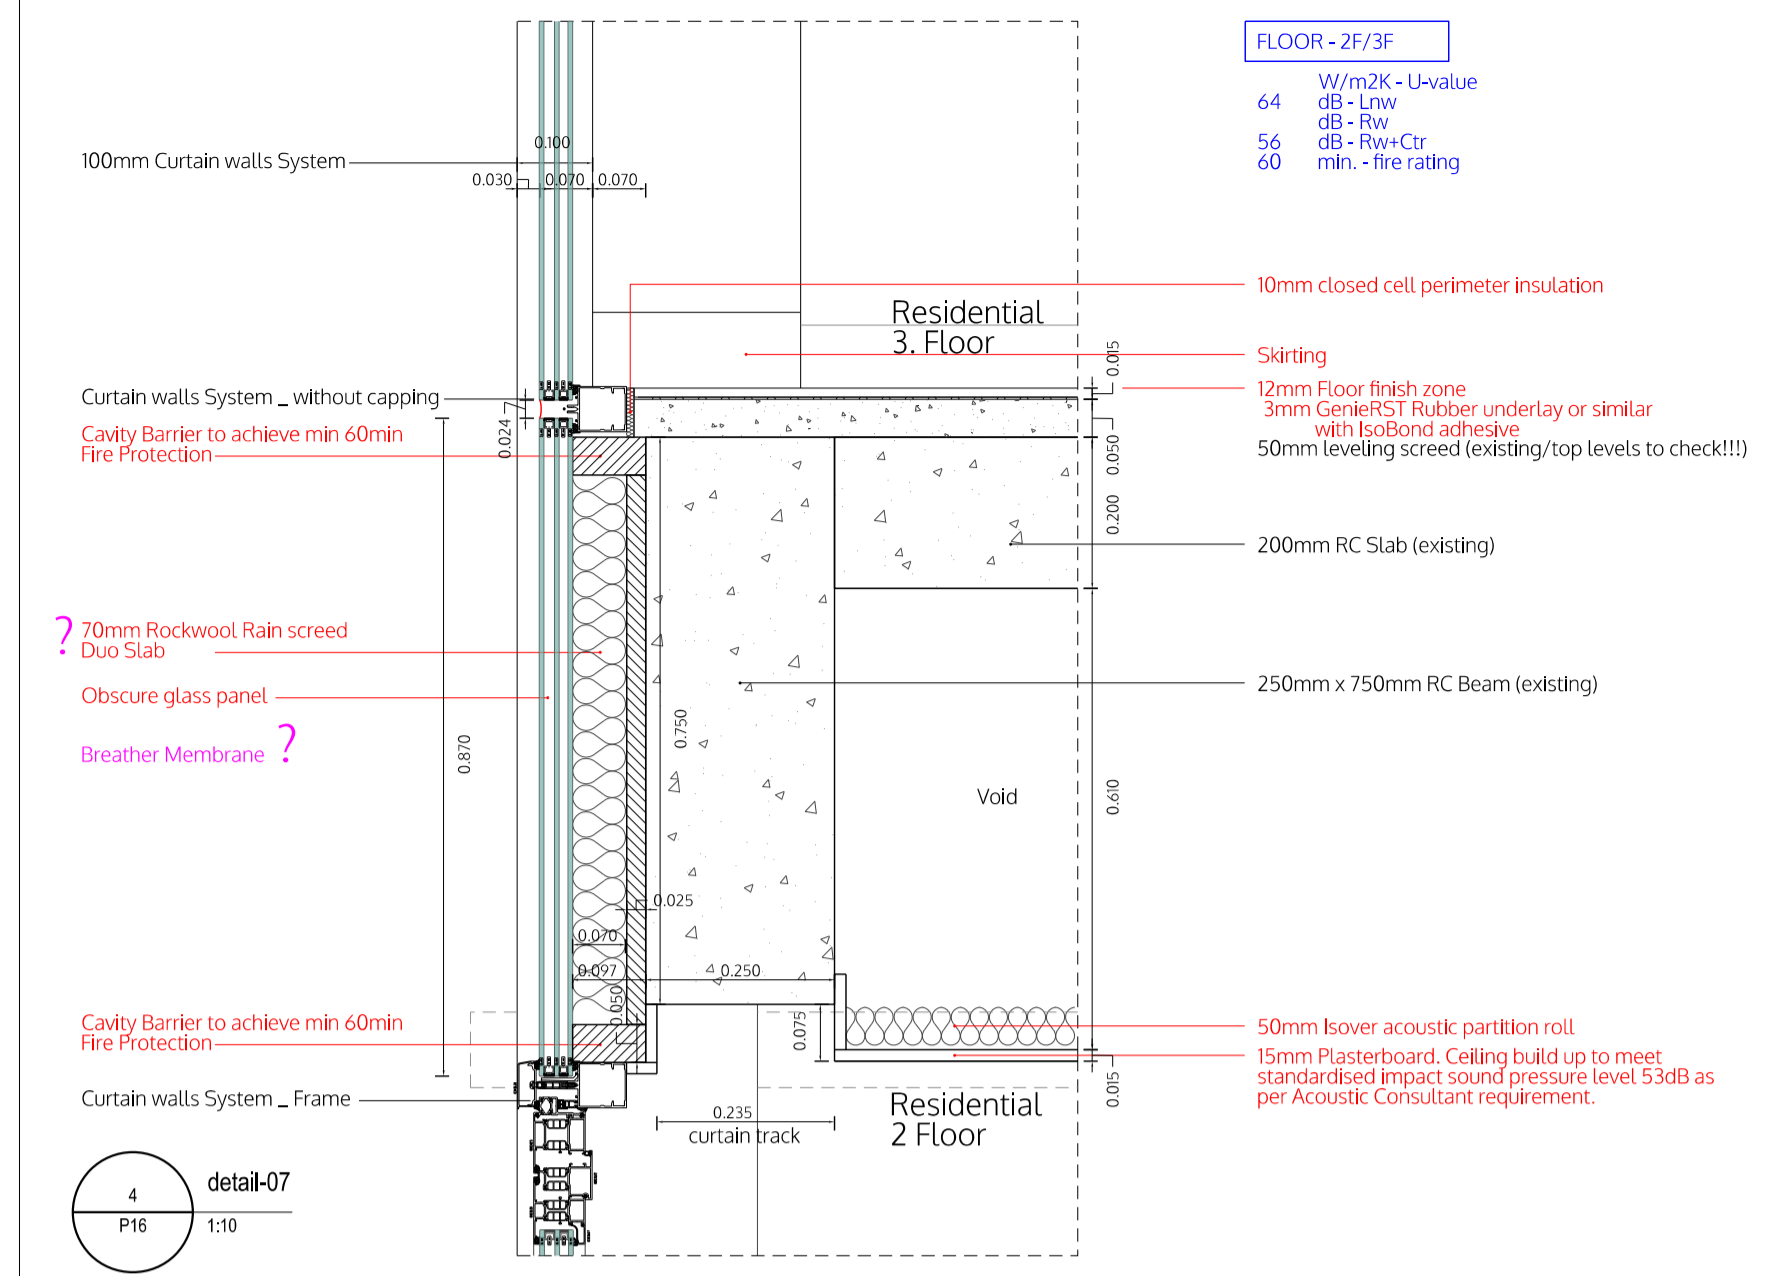 FLOOR - 2F/3F
W/m2K - U-value
64 dB - Lnw
dB - Rw
56 dB - Rw+Ctr
60 min. - fire rating
100mm Curtain walls System
0.100
0.030
0.070
0.070
10mm closed cell perimeter insulation
Residential
3. Floor
Skirting
0.015
12mm Floor finish zone
3mm GenieRST Rubber underlay or similar
with IsoBond adhesive
50mm leveling screed (existing/top levels to check!!!)
Curtain walls System _ without capping
Cavity Barrier to achieve min 60min
Fire Protection
0.024
0.050
0.200
200mm RC Slab (existing)
? 70mm Rockwool Rain screed
Duo Slab
Obscure glass panel
Breather Membrane ?
250mm x 750mm RC Beam (existing)
0.870
0.750
0.610
Void
0.025
0.070
0.097
0.250
0.050
0.075
Cavity Barrier to achieve min 60min
Fire Protection
50mm Isover acoustic partition roll
15mm Plasterboard. Ceiling build up to meet
standardised impact sound pressure level 53dB as
per Acoustic Consultant requirement.
0.015
Curtain walls System _ Frame
0.235
curtain track
Residential
2 Floor
4
P16
detail-07
1:10